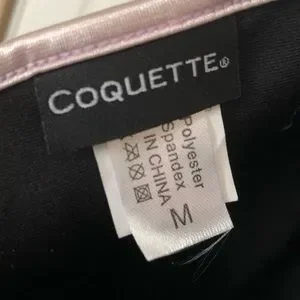 COQUETTE®
Polyester
Spandex
IN CHINA
M